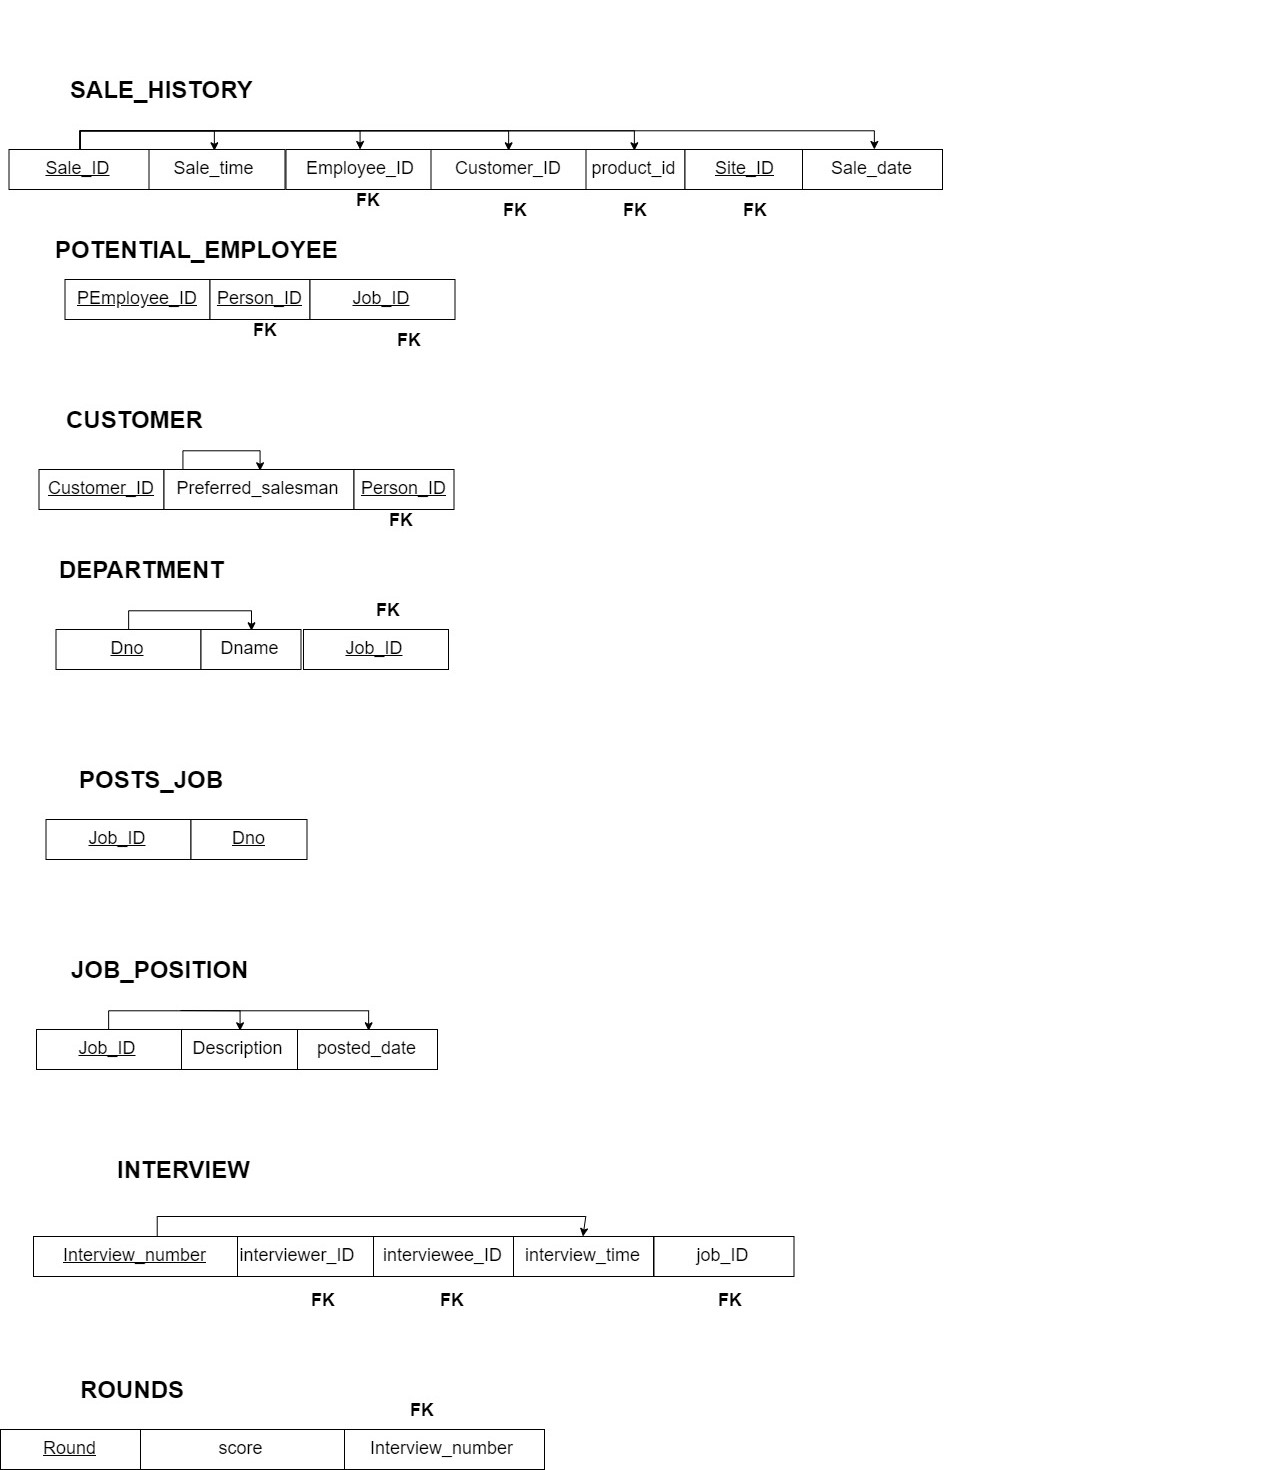 SALE_HISTORY
Sale_ID Sale_time Employee_ID Customer_ID product_id Site_ID Sale_date
FK FK FK FK
POTENTIAL_EMPLOYEE
PEmployee_ID Person_ID Job_ID
FK FK
CUSTOMER
Customer_ID Preferred_salesman Person_ID
FK
DEPARTMENT
FK
Dno Dname Job_ID
POSTS_JOB
Job_ID Dno
JOB_POSITION
Job_ID Description posted_date
INTERVIEW
Interview_number interviewer_ID interviewee_ID interview_time job_ID
FK FK FK
ROUNDS
FK
Round score Interview_number